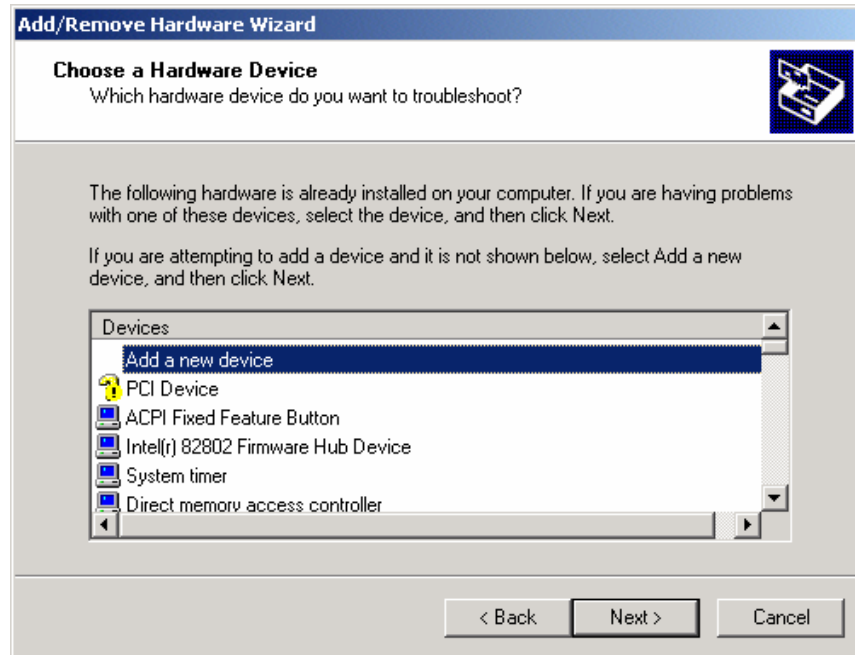 Add/Remove Hardware Wizard
Choose a Hardware Device
Which hardware device do you want to troubleshoot?
The following hardware is already installed on your computer. If you are having problems
with one of these devices, select the device, and then click Next.
If you are attempting to add a device and it is not shown below, select Add a new
device, and then click Next.
Devices
Add a new device
PCI Device
ACPI Fixed Feature Button
Intel(r) 82802 Firmware Hub Device
System timer
Direct memory access controller
< Back
Next >
Cancel